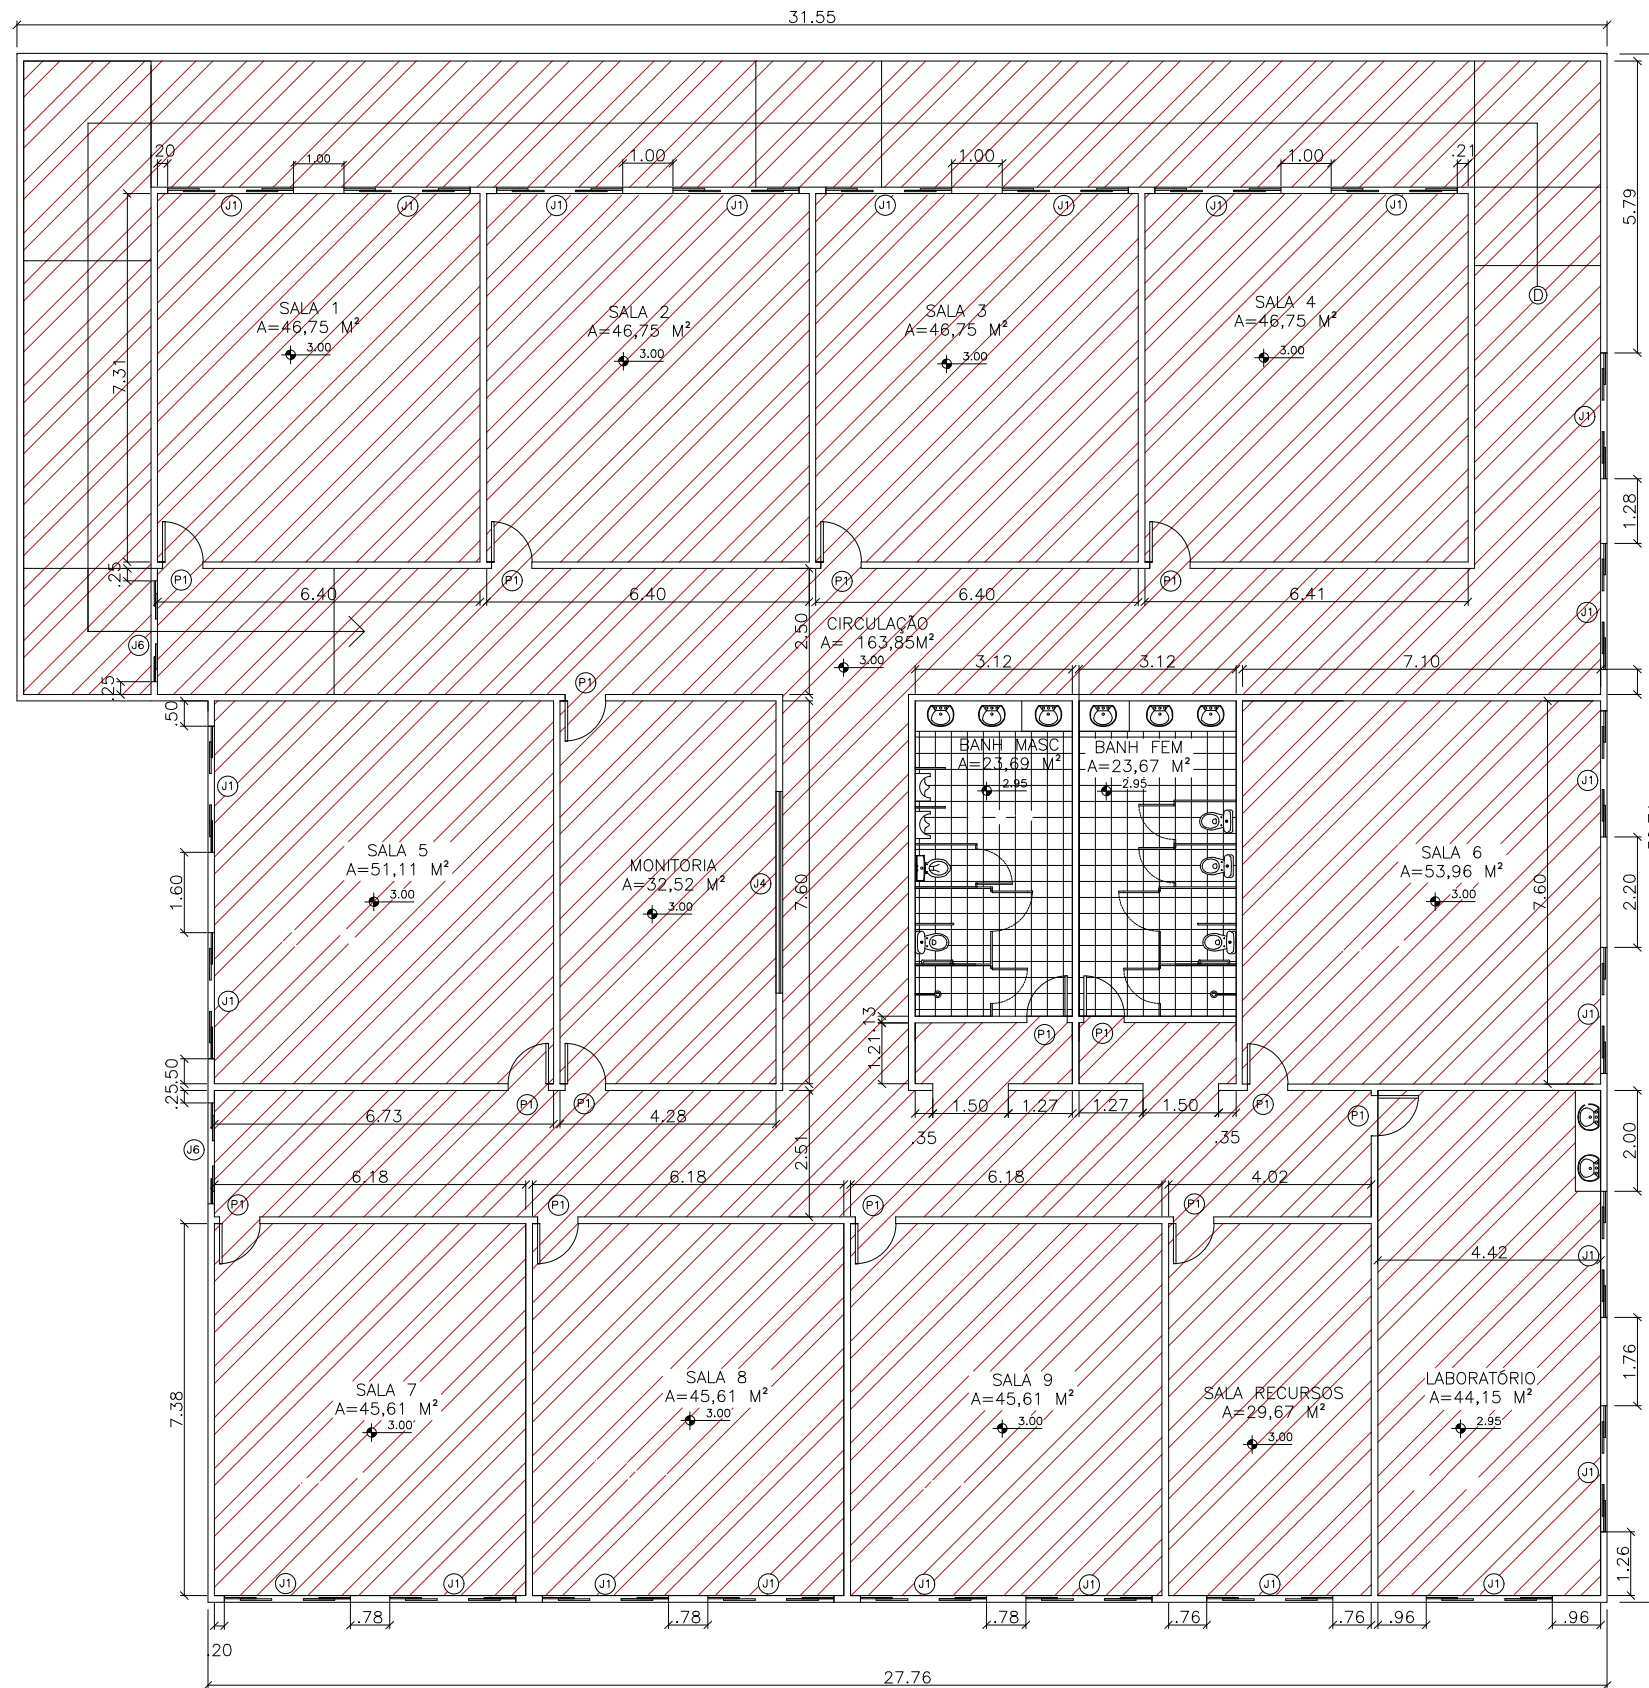 31.55
.20
1.00
1.00
1.00
1.00
.21
J1
J1
J1
J1
J1
J1
J1
J1
5.79
D
SALA 1
A=46,75 M²
3.00
SALA 2
A=46,75 M²
3.00
SALA 3
A=46,75 M²
3.00
SALA 4
A=46,75 M²
3.00
7.31
J1
1.28
P1
P1
P1
P1
.25
6.40
6.40
6.40
6.41
J1
J6
2.50
CIRCULAÇÃO
A= 163,85M²
3.00
3.12
3.12
7.10
.25
P1
.50
BANH MASC
A=23,69 M²
2.95
BANH FEM
A=23,67 M²
2.95
J1
J1
SALA 5
A=51,11 M²
3.00
MONITORIA
A=32,52 M²
3.00
J4
7.60
SALA 6
A=53,96 M²
3.00
7.60
1.60
2.20
J1
J1
.13
1.21
P1
P1
.50
.25
P1
P1
P1
P1
6.73
4.28
1.50
1.27
1.27
1.50
.35
.35
2.00
J6
2.51
6.18
6.18
6.18
4.02
P1
P1
P1
P1
4.42
J1
7.38
1.76
SALA 7
A=45,61 M²
3.00
SALA 8
A=45,61 M²
3.00
SALA 9
A=45,61 M²
3.00
SALA RECURSOS
A=29,67 M²
3.00
LABORATÓRIO
A=44,15 M²
2.95
J1
1.26
J1
J1
J1
J1
J1
J1
J1
J1
.20
.78
.78
.78
.76
.76
.96
.96
27.76